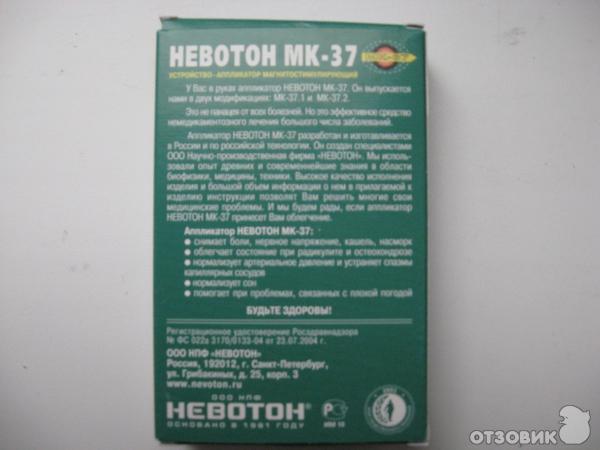 НЕВОТОН МК-37
УСТРОЙСТВО-АППЛИКАТОР МАГНИТОСТИМУЛИРУЮЩИЙ
У Вас в руках аппликатор НЕВОТОН МК-37. Он выпускается
нами в двух модификациях: МК-37.1 и МК-37.2.
Это не панацея от всех болезней. Но это эффективное средство
немедикаментозного лечения большого числа заболеваний.
Аппликатор НЕВОТОН МК-37 разработан и изготавливается
в России и по российской технологии. Он создан специалистами
ООО Научно-производственная фирма «НЕВОТОН». Мы использо-
вали опыт древних и современнейшие знания в области
биофизики, медицины, техники. Высокое качество исполнения
изделия и большой объем информации о нем в прилагаемой к
изделию инструкции позволят Вам решить многие свои
медицинские проблемы. И мы будем рады, если аппликатор
НЕВОТОН МК-37 принесет Вам облегчение.
Аппликатор НЕВОТОН МК-37:
● снимает боли, нервное напряжение, кашель, насморк
● облегчает состояние при радикулите и остеохондрозе
● нормализует артериальное давление и устраняет спазмы
капиллярных сосудов
● нормализует сон
● помогает при проблемах, связанных с плохой погодой
БУДЬТЕ ЗДОРОВЫ!
Регистрационное удостоверение Росздравнадзора
№ ФС 022а 3170/0133-04 от 23.07.2004 г.
ООО НПФ «НЕВОТОН»
Россия, 192012, г. Санкт-Петербург,
ул. Грибакиных, д. 25, корп. 3
www.nevoton.ru
ООО НПФ
НЕВОТОН®
ОСНОВАНО В 1991 ГОДУ
ИМ 10
ОТЗОВИК